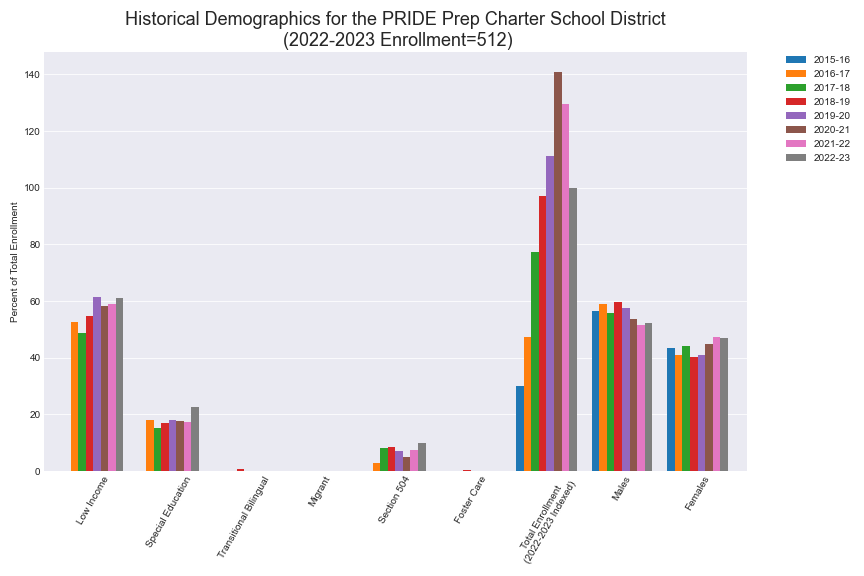 Historical Demographics for the PRIDE Prep Charter School District
(2022-2023 Enrollment=512)
2015-16
2016-17
2017-18
2018-19
2019-20
2020-21
2021-22
2022-23
Percent of Total Enrollment
140
120
100
80
60
40
20
0
Low Income
Special Education
Transitional Bilingual
Migrant
Section 504
Foster Care
Total Enrollment
(2022-2023 Indexed)
Males
Females